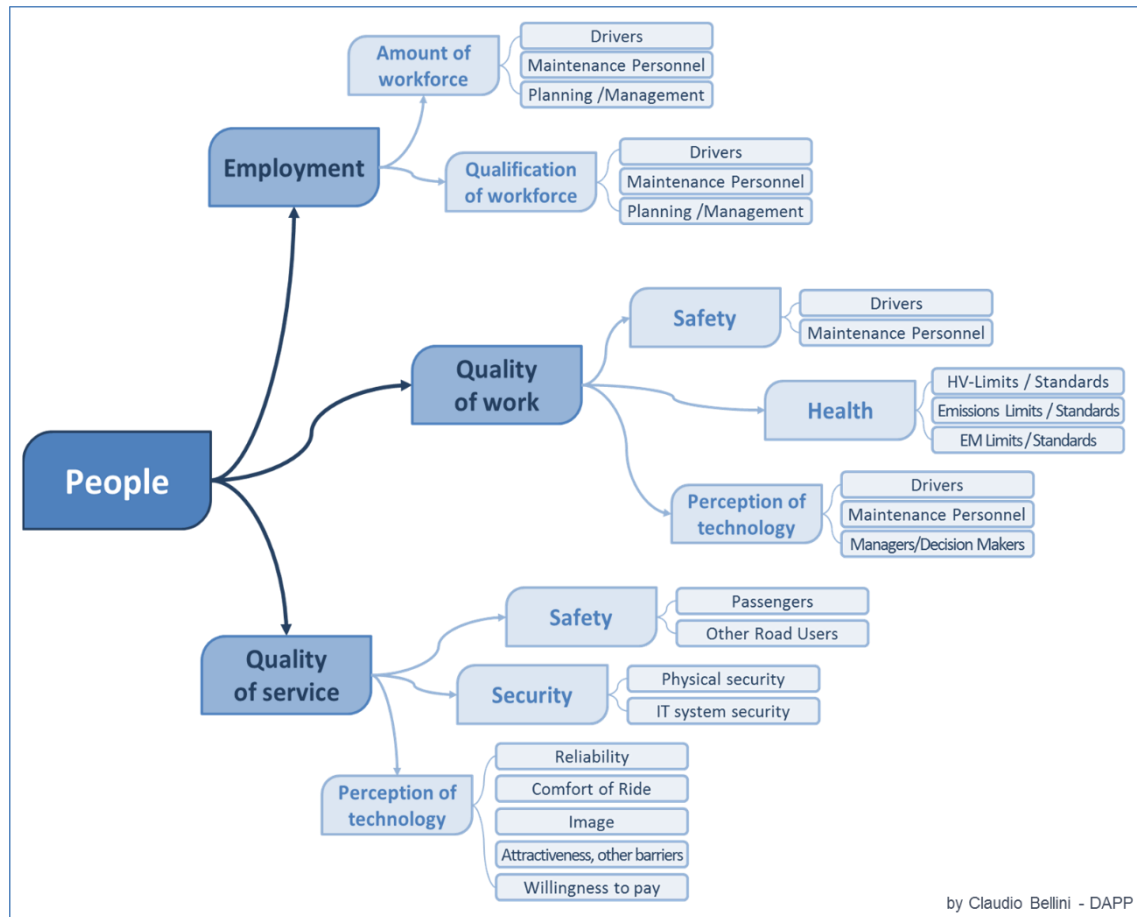 People
Employment
Amount of
workforce
Drivers
Maintenance Personnel
Planning /Management
Qualification
of workforce
Drivers
Maintenance Personnel
Planning /Management
Quality
of work
Safety
Drivers
Maintenance Personnel
Health
HV-Limits / Standards
Emissions Limits / Standards
EM Limits / Standards
Perception of
technology
Drivers
Maintenance Personnel
Managers/Decision Makers
Quality
of service
Safety
Passengers
Other Road Users
Security
Physical security
IT system security
Perception of
technology
Reliability
Comfort of Ride
Image
Attractiveness, other barriers
Willingness to pay
by Claudio Bellini - DAPP